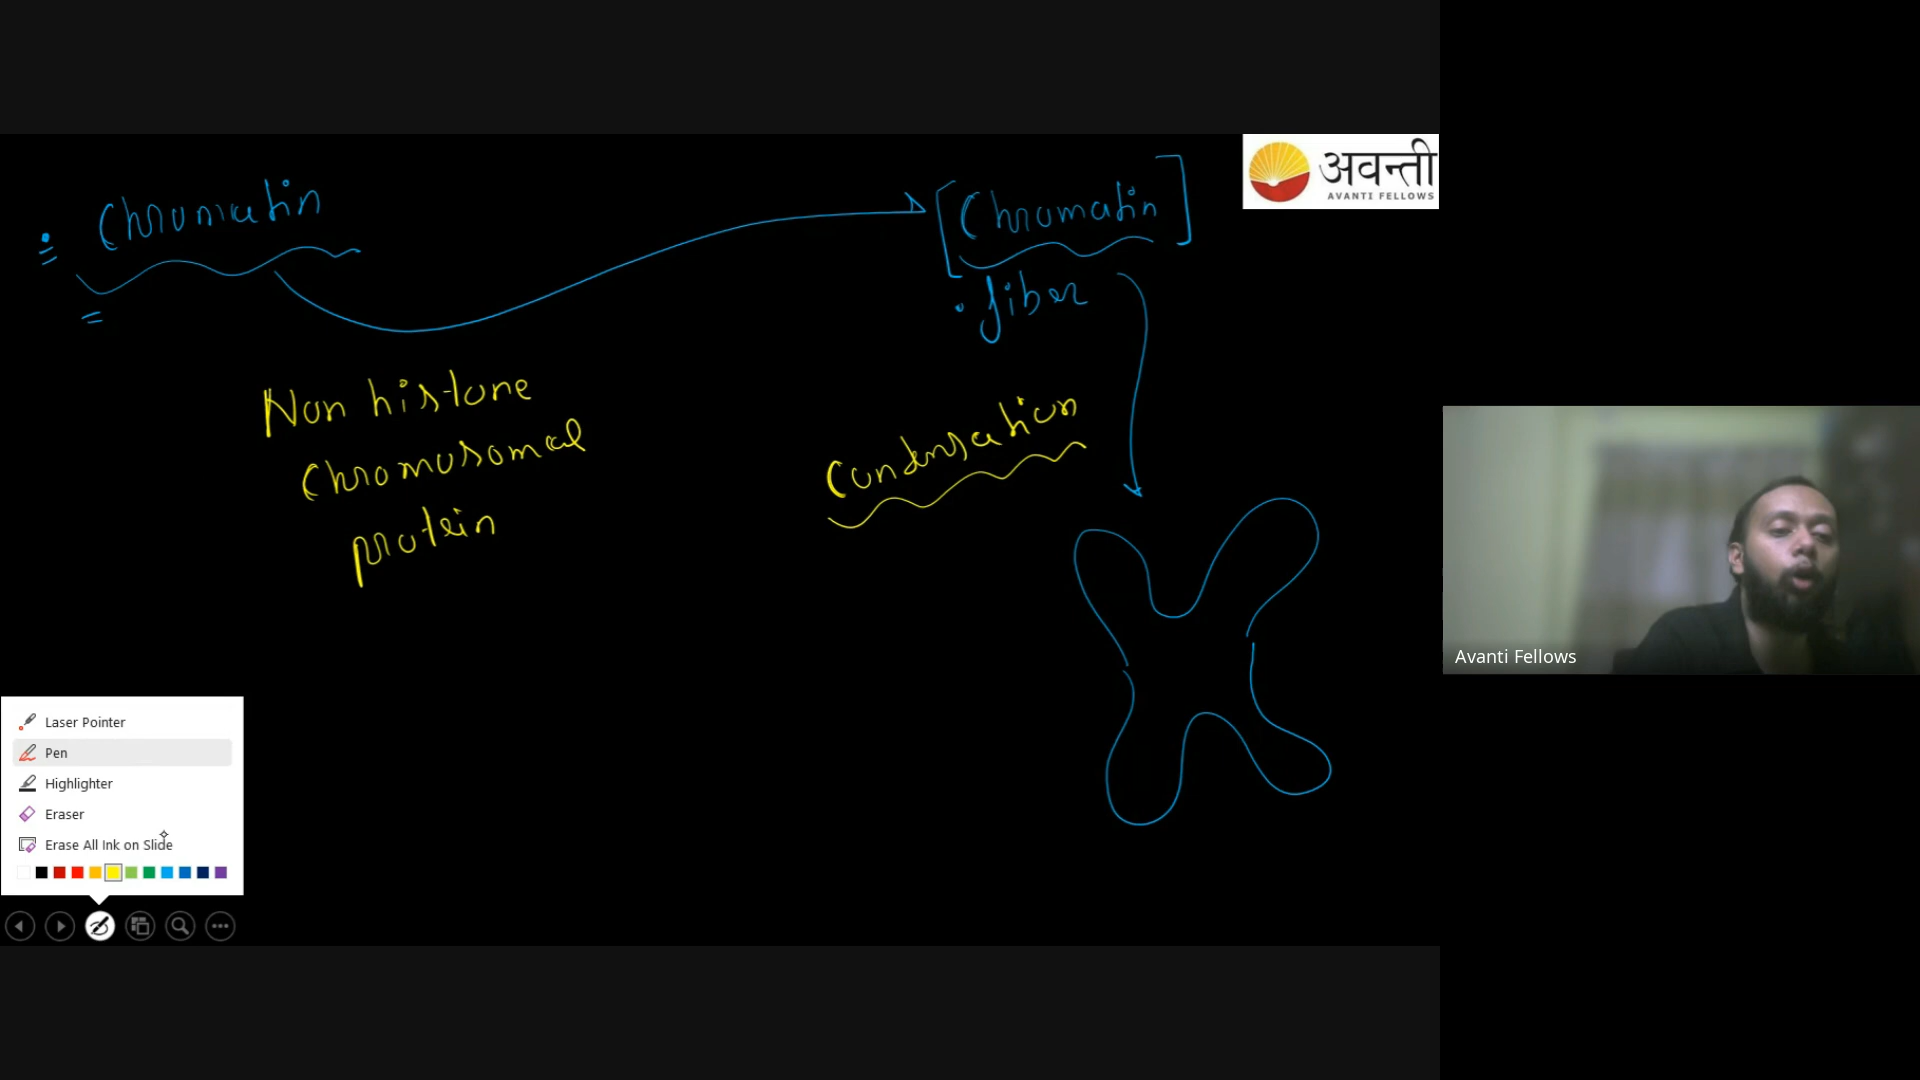 Chromatin
[Chromatin]
fiber
Non histone
Chromosomal
protein
Condensation
अवन्ती
AVANTI FELLOWS
Avanti Fellows
Laser Pointer
Pen
Highlighter
Eraser
Erase All Ink on Slide